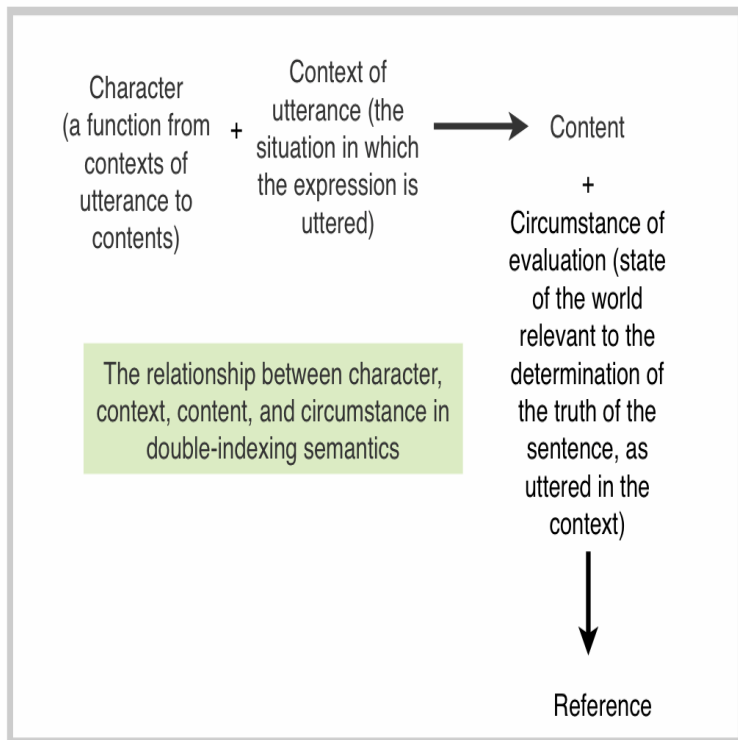 Character
(a function from
contexts of
utterance to
contents)
+
Context of
utterance (the
situation in which
the expression is
uttered)
Content
+
Circumstance of
evaluation (state
of the world
relevant to the
determination of
the truth of the
sentence, as
uttered in the
context)
The relationship between character,
context, content, and circumstance in
double-indexing semantics
Reference